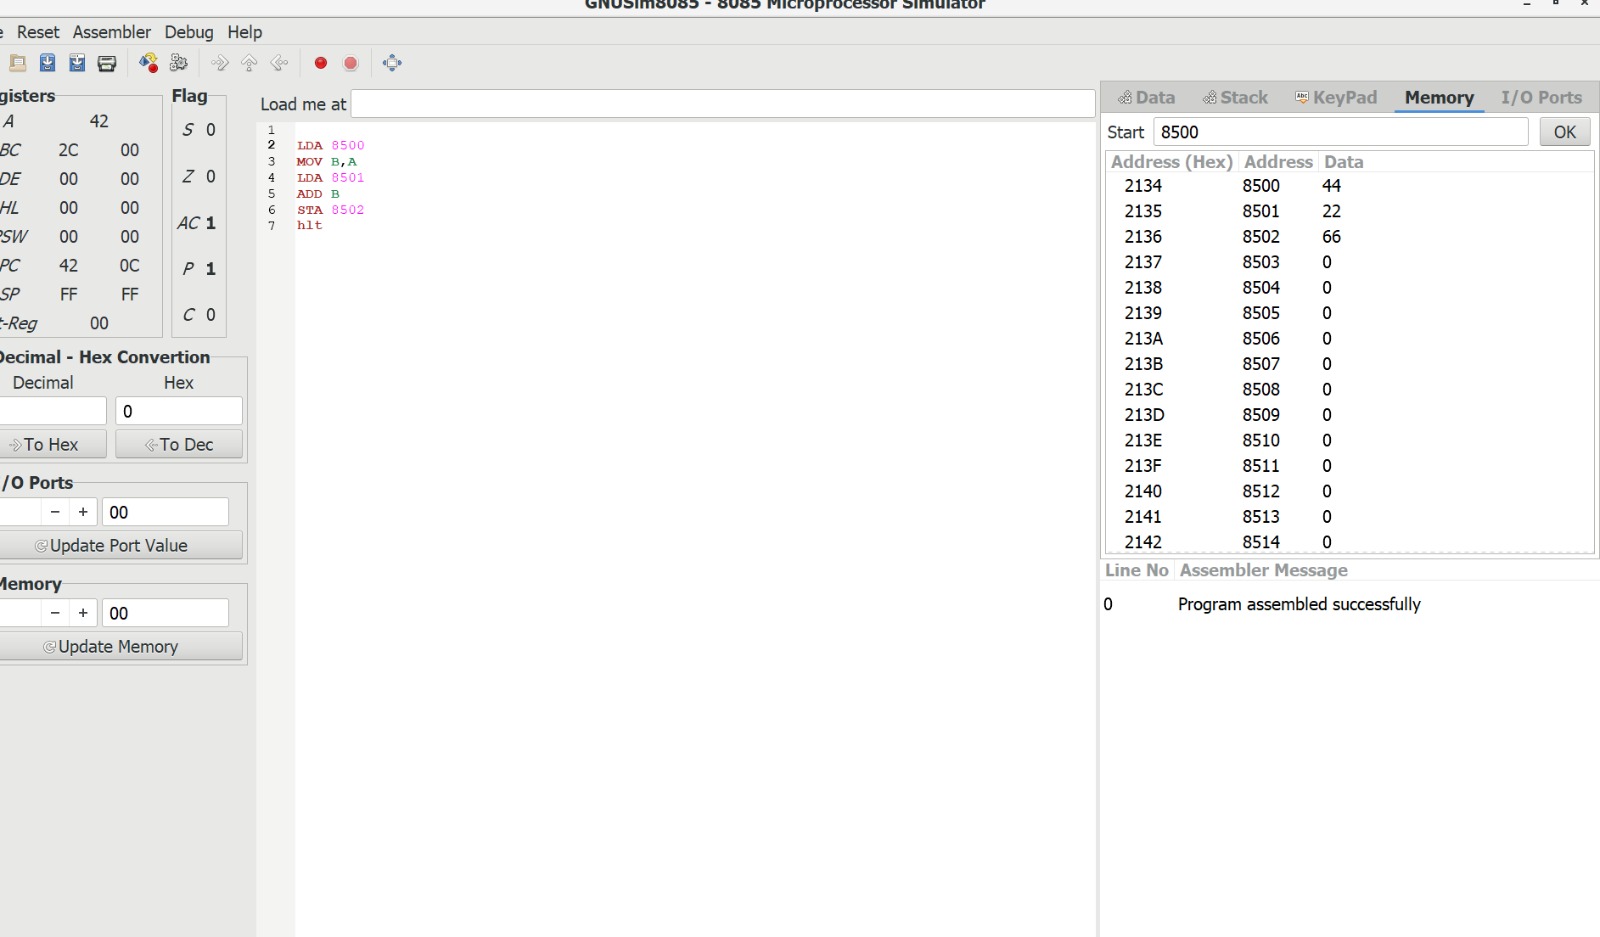 GNUSim8085 - 8085 Microprocessor Simulator
e Reset Assembler Debug Help
gisters
A 42
BC 2C 00
DE 00 00
HL 00 00
PSW 00 00
PC 42 0C
SP FF FF
t-Reg 00
Flag
S 0
Z 0
AC 1
P 1
C 0
Decimal - Hex Convertion
Decimal Hex
0
To Hex To Dec
/O Ports
- + 00
Update Port Value
Memory
- + 00
Update Memory
Load me at
1
2 LDA 8500
3 MOV B,A
4 LDA 8501
5 ADD B
6 STA 8502
7 hlt
Data Stack KeyPad Memory I/O Ports
Start 8500 OK
Address (Hex) Address Data
2134 8500 44
2135 8501 22
2136 8502 66
2137 8503 0
2138 8504 0
2139 8505 0
213A 8506 0
213B 8507 0
213C 8508 0
213D 8509 0
213E 8510 0
213F 8511 0
2140 8512 0
2141 8513 0
2142 8514 0
Line No Assembler Message
0 Program assembled successfully